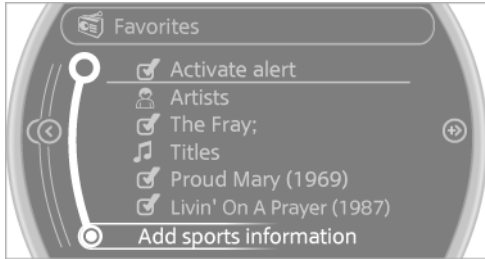 Favorites
Activate alert
Artists
The Fray;
Titles
Proud Mary (1969)
Livin' On A Prayer (1987)
Add sports information